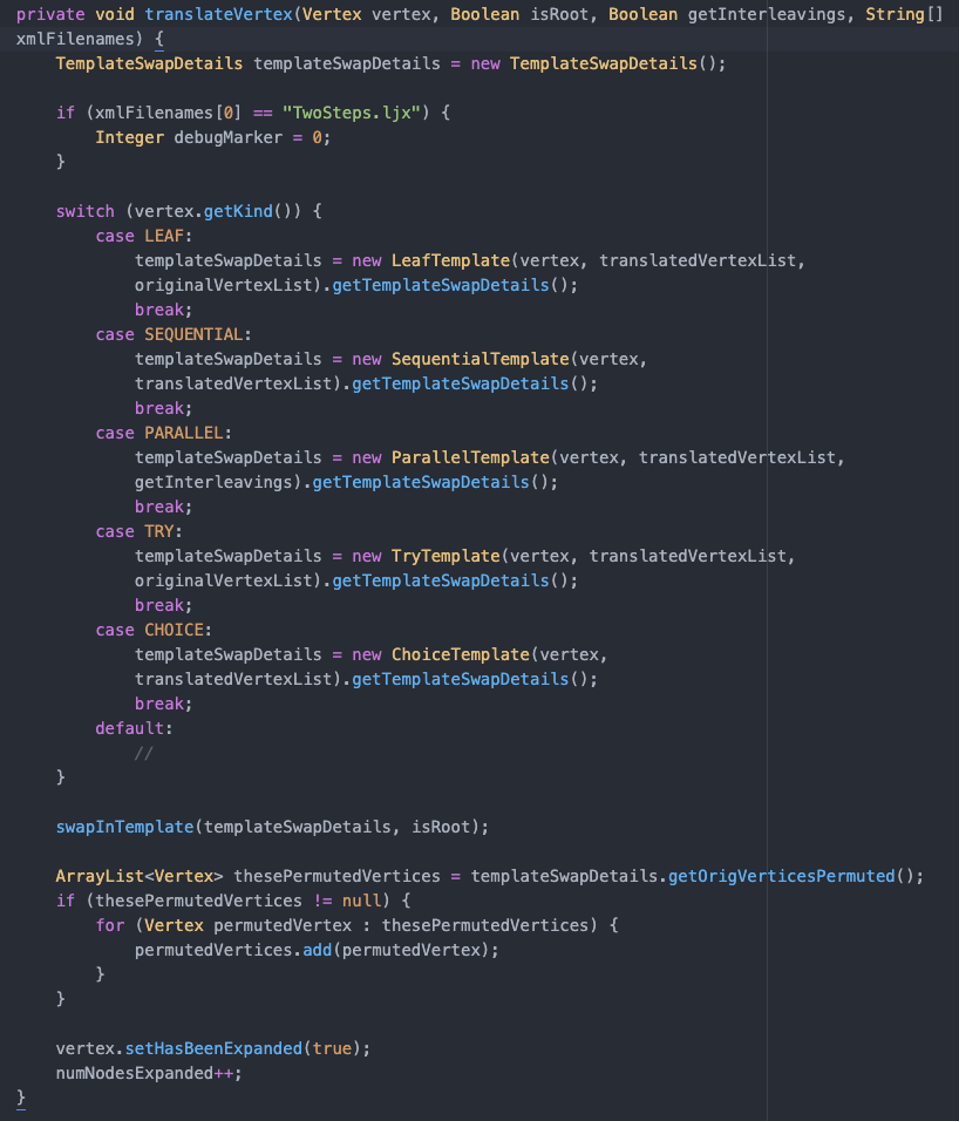 private void translateVertex(Vertex vertex, Boolean isRoot, Boolean getInterleavings, String[]
xmlFilenames) {
    TemplateSwapDetails templateSwapDetails = new TemplateSwapDetails();

    if (xmlFilenames[0] == "TwoSteps.ljx") {
        Integer debugMarker = 0;
    }

    switch (vertex.getKind()) {
        case LEAF:
            templateSwapDetails = new LeafTemplate(vertex, translatedVertexList,
            originalVertexList).getTemplateSwapDetails();
            break;
        case SEQUENTIAL:
            templateSwapDetails = new SequentialTemplate(vertex,
            translatedVertexList).getTemplateSwapDetails();
            break;
        case PARALLEL:
            templateSwapDetails = new ParallelTemplate(vertex, translatedVertexList,
            getInterleavings).getTemplateSwapDetails();
            break;
        case TRY:
            templateSwapDetails = new TryTemplate(vertex, translatedVertexList,
            originalVertexList).getTemplateSwapDetails();
            break;
        case CHOICE:
            templateSwapDetails = new ChoiceTemplate(vertex,
            translatedVertexList).getTemplateSwapDetails();
            break;
        default:
            //
    }

    swapInTemplate(templateSwapDetails, isRoot);

    ArrayList<Vertex> thesePermutedVertices = templateSwapDetails.getOrigVerticesPermuted();
    if (thesePermutedVertices != null) {
        for (Vertex permutedVertex : thesePermutedVertices) {
            permutedVertices.add(permutedVertex);
        }
    }

    vertex.setHasBeenExpanded(true);
    numNodesExpanded++;
}